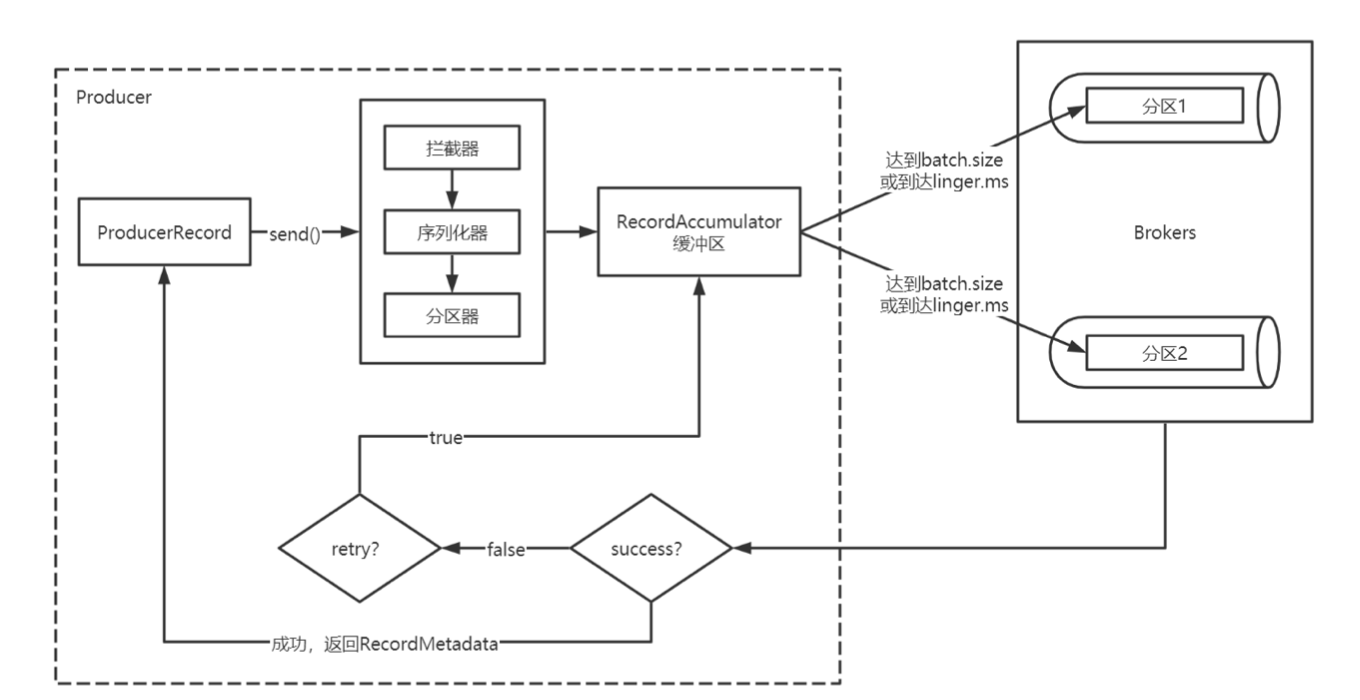 Producer
ProducerRecord
send()
拦截器
序列化器
分区器
RecordAccumulator
缓冲区
达到batch.size
或到达linger.ms
达到batch.size
或到达linger.ms
分区1
Brokers
分区2
true
retry?
false
success?
成功，返回RecordMetadata